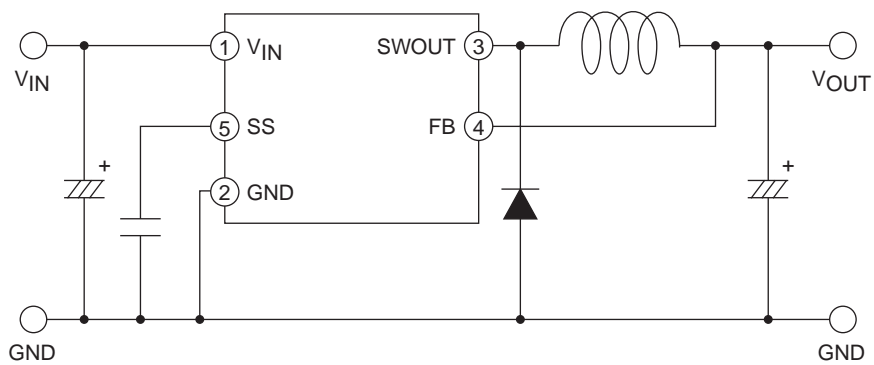 1 VIN
SWOUT 3
VIN
VOUT
5 SS
FB 4
+
+
2 GND
GND
GND